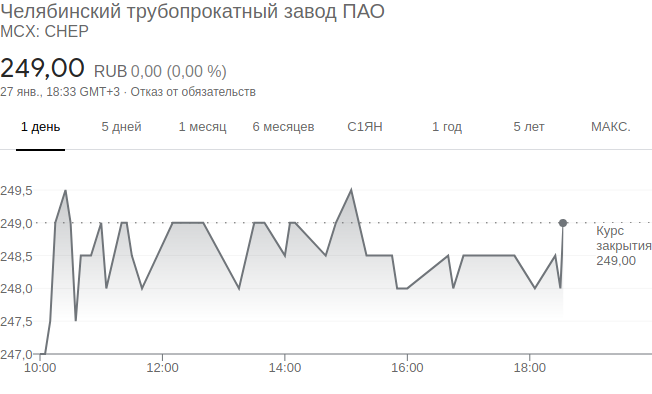 Челябинский трубопрокатный завод ПАО
MCX: CHEP
249,00 RUB 0,00 (0,00 %)
27 янв., 18:33 GMT+3 · Отказ от обязательств
1 день 5 дней 1 месяц 6 месяцев С1ЯН 1 год 5 лет МАКС.
249,5
249,0
Курс
закрытия
249,00
248,5
248,0
247,5
247,0
10:00 12:00 14:00 16:00 18:00